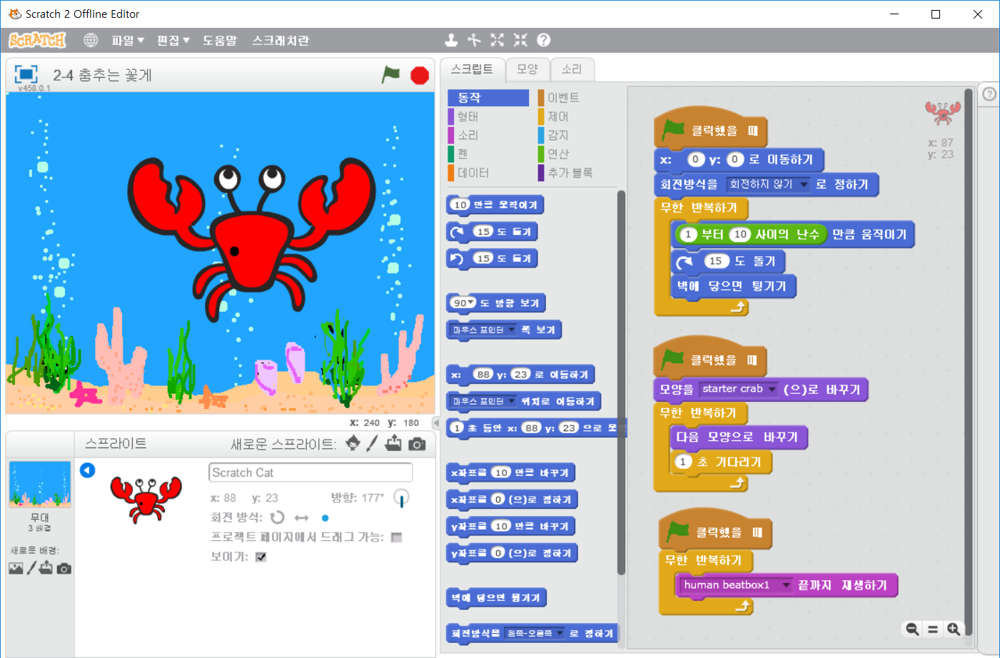 Scratch 2 Offline Editor
SCRATCH 파일▼ 편집▼ 도움말 스크래치란
2-4 춤추는 꽃게
v458.0.1
스크립트 모양 소리
동작 이벤트
형태 제어
소리 감지
펜 연산
데이터 추가 블록
10 만큼 움직이기
15 도 돌기
15 도 돌기
90▼ 도 방향 보기
마우스 포인터 쪽 보기
x: 88 y: 23 로 이동하기
마우스 포인터 위치로 이동하기
1 초 동안 x: 88 y: 23 으로 움
x좌표를 10 만큼 바꾸기
x좌표를 0 (으)로 정하기
y좌표를 10 만큼 바꾸기
y좌표를 0 (으)로 정하기
벽에 닿으면 튕기기
회전방식을 왼쪽-오른쪽 로 정하기
클릭했을 때
x: 0 y: 0 로 이동하기
회전방식을 회전하지 않기 로 정하기
무한 반복하기
1 부터 10 사이의 난수 만큼 움직이기
15 도 돌기
벽에 닿으면 튕기기
클릭했을 때
모양을 starter crab (으)로 바꾸기
무한 반복하기
다음 모양으로 바꾸기
1 초 기다리기
클릭했을 때
무한 반복하기
human beatbox1 끝까지 재생하기
x: 87
y: 23
x: 240 y: 180
스프라이트 새로운 스프라이트:
Scratch Cat
x: 88 y: 23 방향: 177°
회전 방식:
프로젝트 페이지에서 드래그 가능:
보이기:
무대
3 배경
새로운 배경: